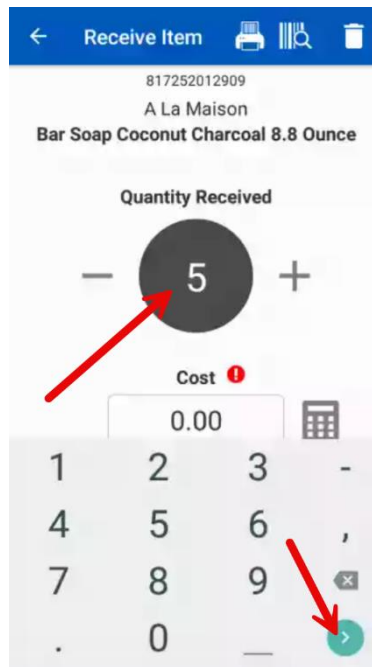 Receive Item
817252012909
A La Maison
Bar Soap Coconut Charcoal 8.8 Ounce
Quantity Received
− 5 +
Cost
0.00
1 2 3 -
4 5 6 ,
7 8 9
. 0 _